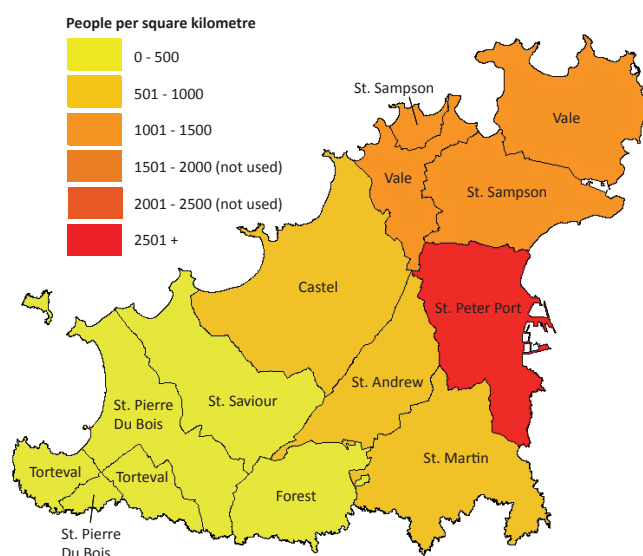 People per square kilometre
0 - 500
501 - 1000
1001 - 1500
1501 - 2000 (not used)
2001 - 2500 (not used)
2501 +
St. Sampson
Vale
Vale
St. Sampson
Castel
St. Peter Port
St. Andrew
St. Saviour
St. Pierre
Du Bois
St. Martin
Torteval
Torteval
Forest
St. Pierre
Du Bois